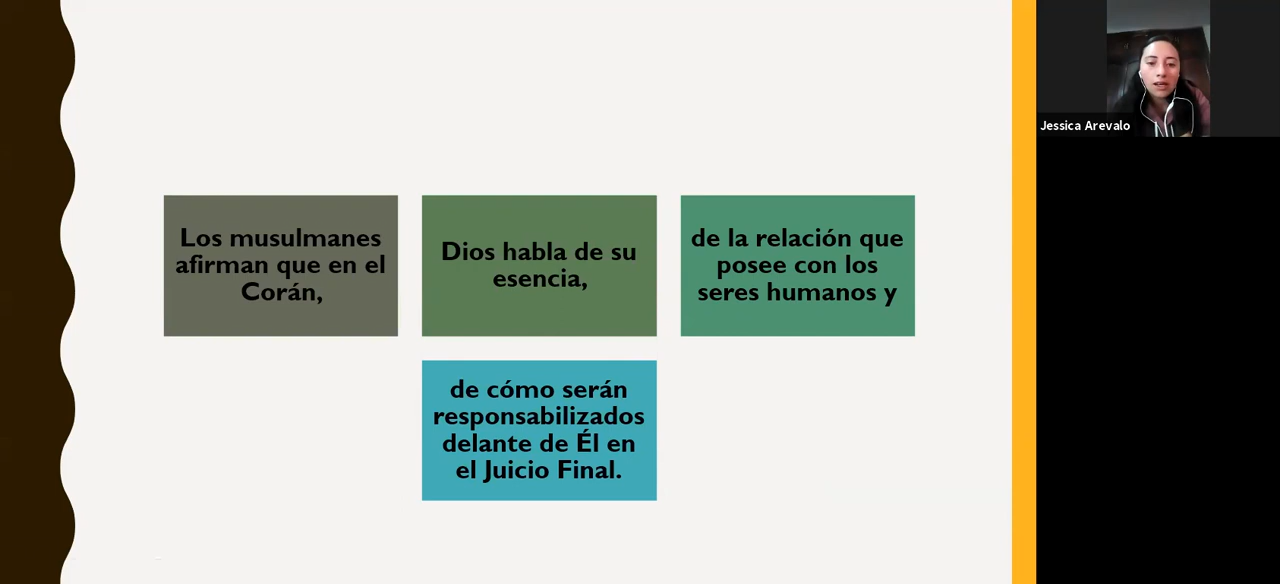 Los musulmanes
afirman que en el
Corán,
Dios habla de su
esencia,
de la relación que
posee con los
seres humanos y
de cómo serán
responsabilizados
delante de Él en
el Juicio Final.
Jessica Arevalo